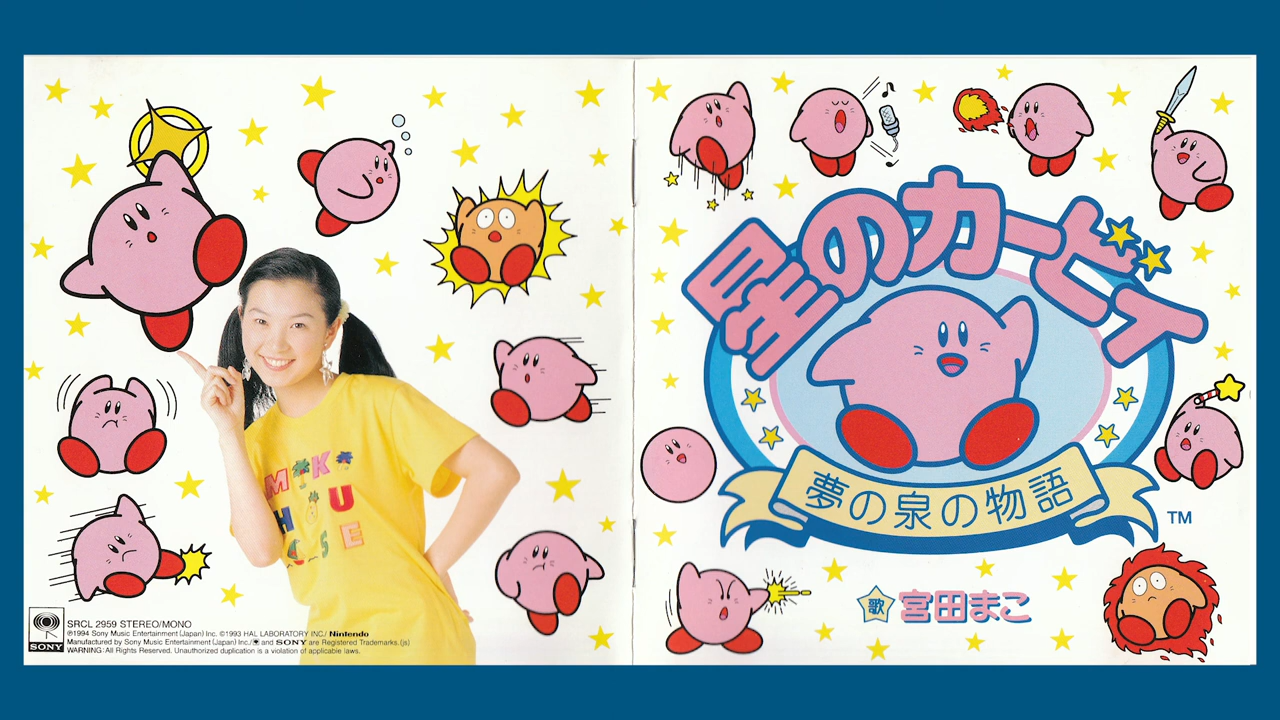 MIKI
HOUSE
SONY
SRCL 2959 STEREO/MONO
℗1994 Sony Music Entertainment (Japan) Inc. ©1993 HAL LABORATORY INC./ Nintendo
Manufactured by Sony Music Entertainment (Japan) Inc./ and SONY are Registered Trademarks. (js)
WARNING: All Rights Reserved. Unauthorized duplication is a violation of applicable laws.
星のカービィ
夢の泉の物語
TM
歌 宮田まこ